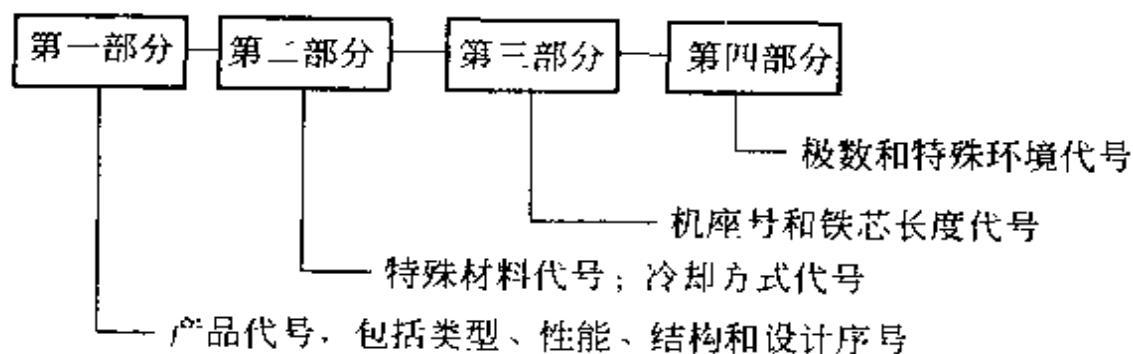 第一部分 第二部分 第三部分 第四部分
极数和特殊环境代号
机座号和铁芯长度代号
特殊材料代号；冷却方式代号
产品代号，包括类型、性能、结构和设计序号